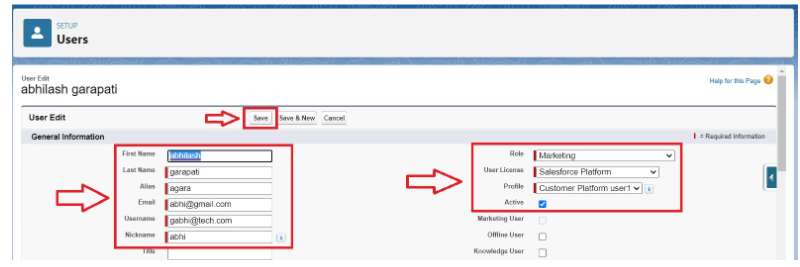 SETUP
Users
User Edit
abhilash garapati
Help for this Page
User Edit
Save Save & New Cancel
General Information
= Required Information
First Name abhilash
Last Name garapati
Alias agara
Email abhi@gmail.com
Username gabhi@tech.com
Nickname abhi i
Title
Role Marketing
User License Salesforce Platform
Profile Customer Platform user1 i
Active
Marketing User
Offline User
Knowledge User